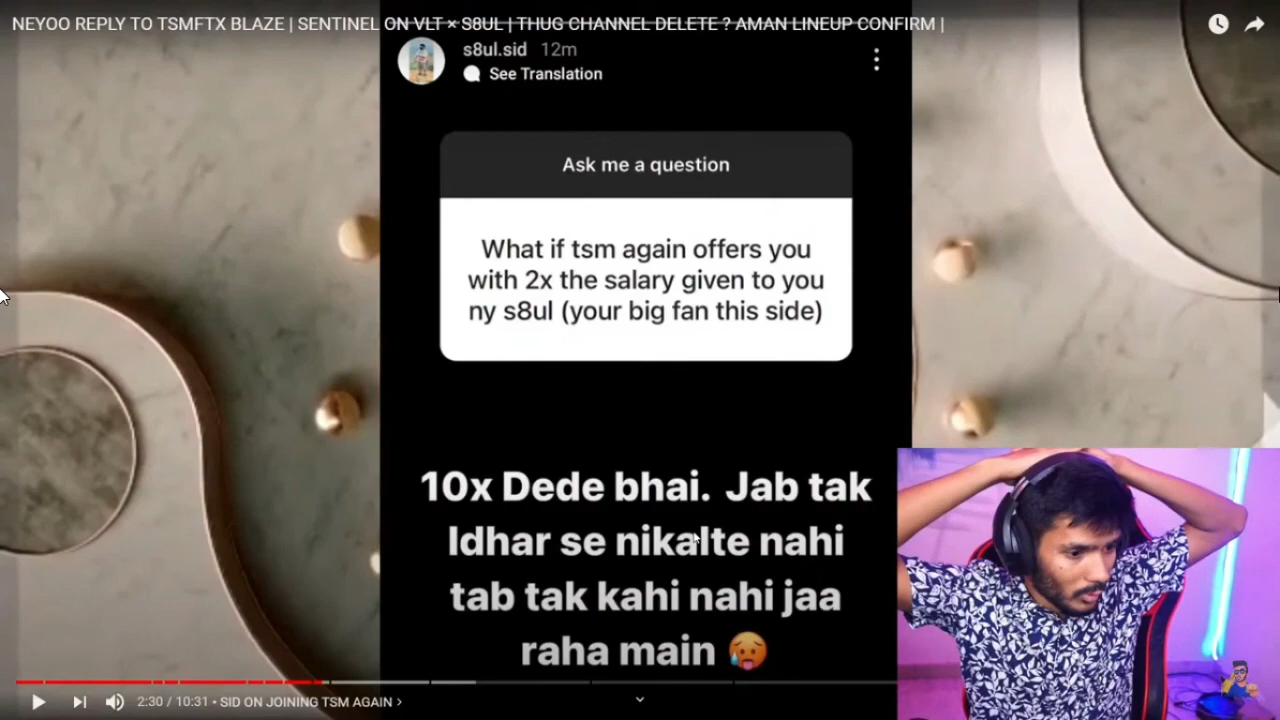 NEYOO REPLY TO TSMFTX BLAZE | SENTINEL ON VLT × S8UL | THUG CHANNEL DELETE ? AMAN LINEUP CONFIRM |
s8ul.sid 12m
See Translation
Ask me a question
What if tsm again offers you
with 2x the salary given to you
ny s8ul (your big fan this side)
10x Dede bhai. Jab tak
Idhar se nikalte nahi
tab tak kahi nahi jaa
raha main 🥵
2:30 / 10:31 • SID ON JOINING TSM AGAIN ›